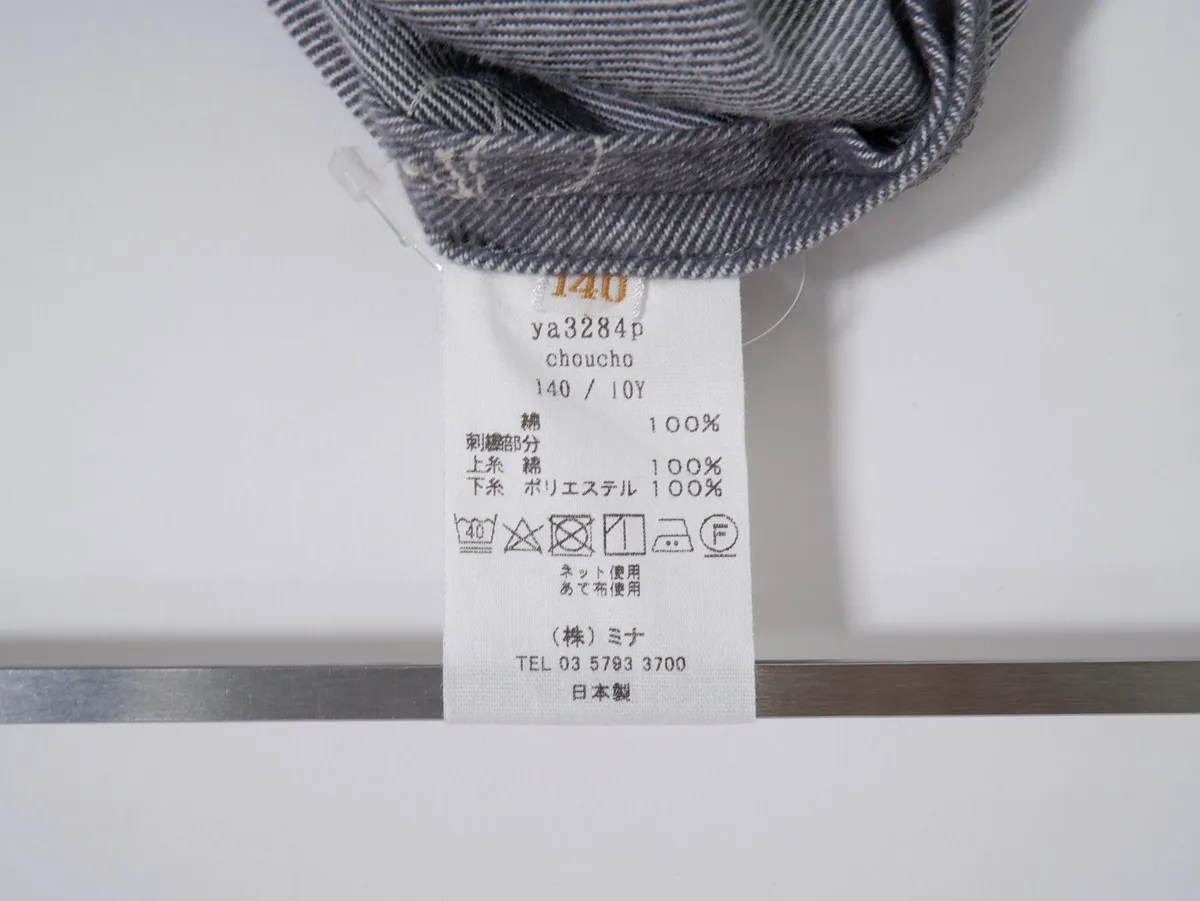 140
ya3284p
choucho
140 / 10Y
綿 100%
刺繍部分
上糸 綿 100%
下糸 ポリエステル 100%
40
F
ネット使用
あて布使用
(株)ミナ
TEL 03 5793 3700
日本製